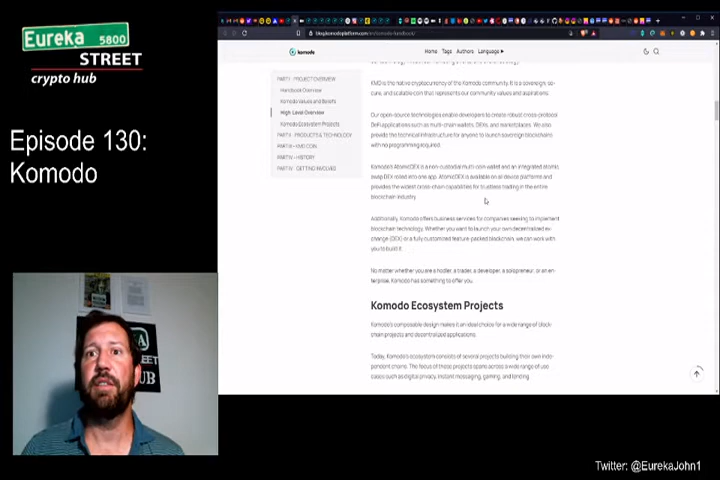 Eureka 5800
STREET
crypto hub
Episode 130:
Komodo
komodo
Home Tags Authors Language
PART I - PROJECT OVERVIEW
Handbook Overview
Komodo Values and Beliefs
High Level Overview
Komodo Ecosystem Projects
PART II - PRODUCTS & TECHNOLOGY
PART III - KMD COIN
PART IV - HISTORY
PART V - GETTING INVOLVED
KMD is the native cryptocurrency of the Komodo community. It is a sovereign, se-
cure, and scalable coin that represents our community values and aspirations.
Our open-source technologies enable developers to create robust cross-protocol
DeFi applications such as multi-chain wallets, DEXs, and marketplaces. We also
provide the technical infrastructure for anyone to launch sovereign blockchains
with no programming required.
Komodo's AtomicDEX is a non-custodial multi-coin wallet and an integrated atomic
swap DEX rolled into one app. AtomicDEX is available on all device platforms and
provides the widest cross-chain capabilities for trustless trading in the entire
blockchain industry.
Additionally, Komodo offers business services for companies seeking to implement
blockchain technology. Whether you want to launch your own decentralized ex-
change (DEX) or a fully customized feature-packed blockchain, we can work with
you to build it.
No matter whether you are a hodler, a trader, a developer, a solopreneur, or an en-
terprise, Komodo has something to offer you.
Komodo Ecosystem Projects
Komodo's composable design makes it an ideal choice for a wide range of block-
chain projects and decentralized applications.
Today, Komodo's ecosystem consists of several projects building their own inde-
pendent chains. The focus of these projects spans across a wide range of use
cases such as digital privacy, instant messaging, gaming, and lending
Twitter: @EurekaJohn1